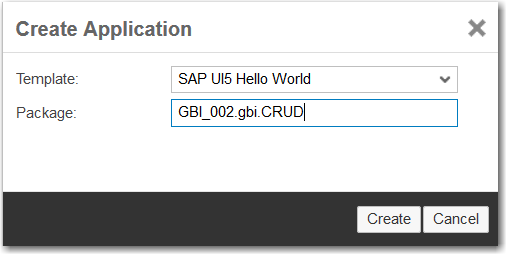 Create Application
Template: SAP UI5 Hello World
Package: GBI_002.gbi.CRUD
Create Cancel